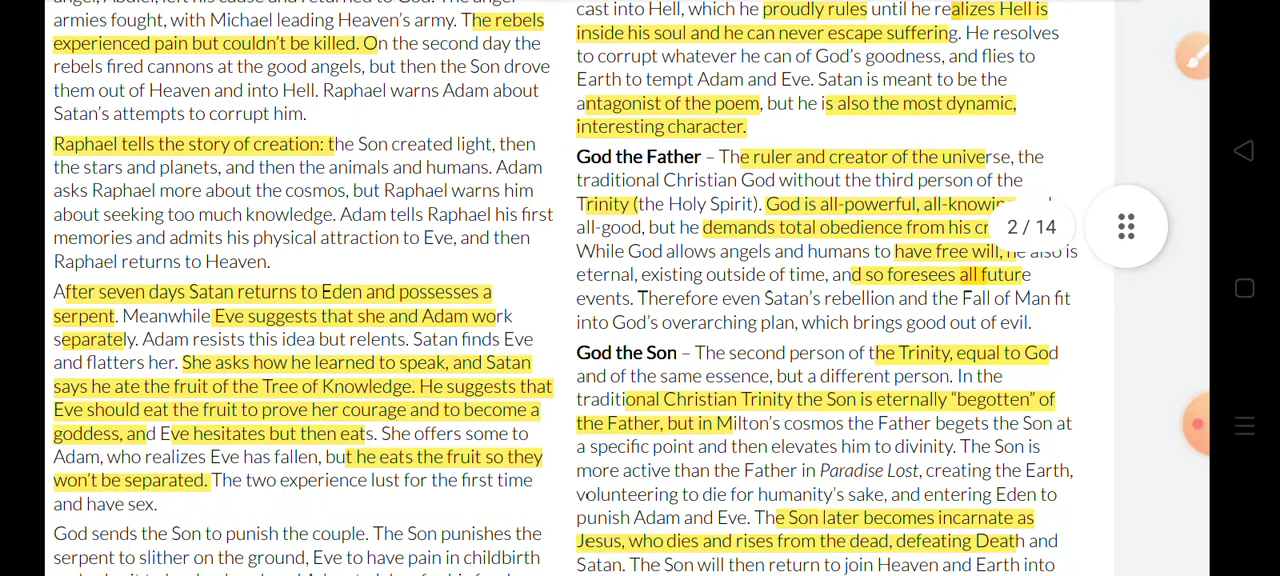 angel, Abdiel, left his cause and returned to God. The angel
armies fought, with Michael leading Heaven's army. The rebels
experienced pain but couldn't be killed. On the second day the
rebels fired cannons at the good angels, but then the Son drove
them out of Heaven and into Hell. Raphael warns Adam about
Satan's attempts to corrupt him.
Raphael tells the story of creation: the Son created light, then
the stars and planets, and then the animals and humans. Adam
asks Raphael more about the cosmos, but Raphael warns him
about seeking too much knowledge. Adam tells Raphael his first
memories and admits his physical attraction to Eve, and then
Raphael returns to Heaven.
After seven days Satan returns to Eden and possesses a
serpent. Meanwhile Eve suggests that she and Adam work
separately. Adam resists this idea but relents. Satan finds Eve
and flatters her. She asks how he learned to speak, and Satan
says he ate the fruit of the Tree of Knowledge. He suggests that
Eve should eat the fruit to prove her courage and to become a
goddess, and Eve hesitates but then eats. She offers some to
Adam, who realizes Eve has fallen, but he eats the fruit so they
won't be separated. The two experience lust for the first time
and have sex.
God sends the Son to punish the couple. The Son punishes the
serpent to slither on the ground, Eve to have pain in childbirth
cast into Hell, which he proudly rules until he realizes Hell is
inside his soul and he can never escape suffering. He resolves
to corrupt whatever he can of God's goodness, and flies to
Earth to tempt Adam and Eve. Satan is meant to be the
antagonist of the poem, but he is also the most dynamic,
interesting character.
God the Father – The ruler and creator of the universe, the
traditional Christian God without the third person of the
Trinity (the Holy Spirit). God is all-powerful, all-knowin
all-good, but he demands total obedience from his cr
While God allows angels and humans to have free will, he also is
eternal, existing outside of time, and so foresees all future
events. Therefore even Satan's rebellion and the Fall of Man fit
into God's overarching plan, which brings good out of evil.
God the Son – The second person of the Trinity, equal to God
and of the same essence, but a different person. In the
traditional Christian Trinity the Son is eternally "begotten" of
the Father, but in Milton's cosmos the Father begets the Son at
a specific point and then elevates him to divinity. The Son is
more active than the Father in Paradise Lost, creating the Earth,
volunteering to die for humanity's sake, and entering Eden to
punish Adam and Eve. The Son later becomes incarnate as
Jesus, who dies and rises from the dead, defeating Death and
Satan. The Son will then return to join Heaven and Earth into
2 / 14